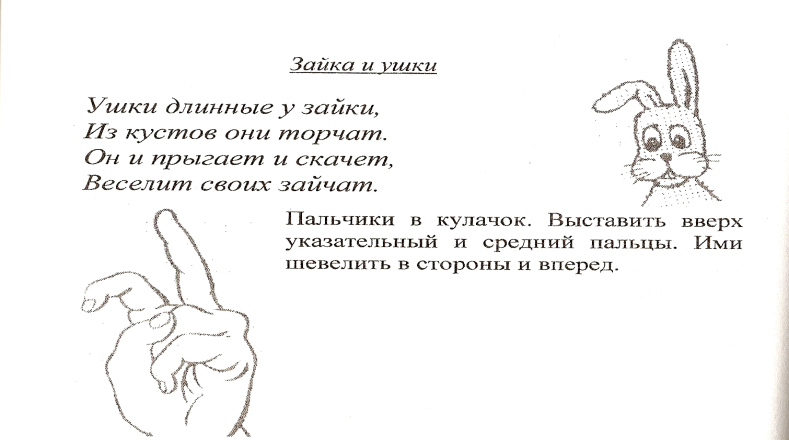 Зайка и ушки
Ушки длинные у зайки,
Из кустов они торчат.
Он и прыгает и скачет,
Веселит своих зайчат.
Пальчики в кулачок. Выставить вверх
указательный и средний пальцы. Ими
шевелить в стороны и вперед.